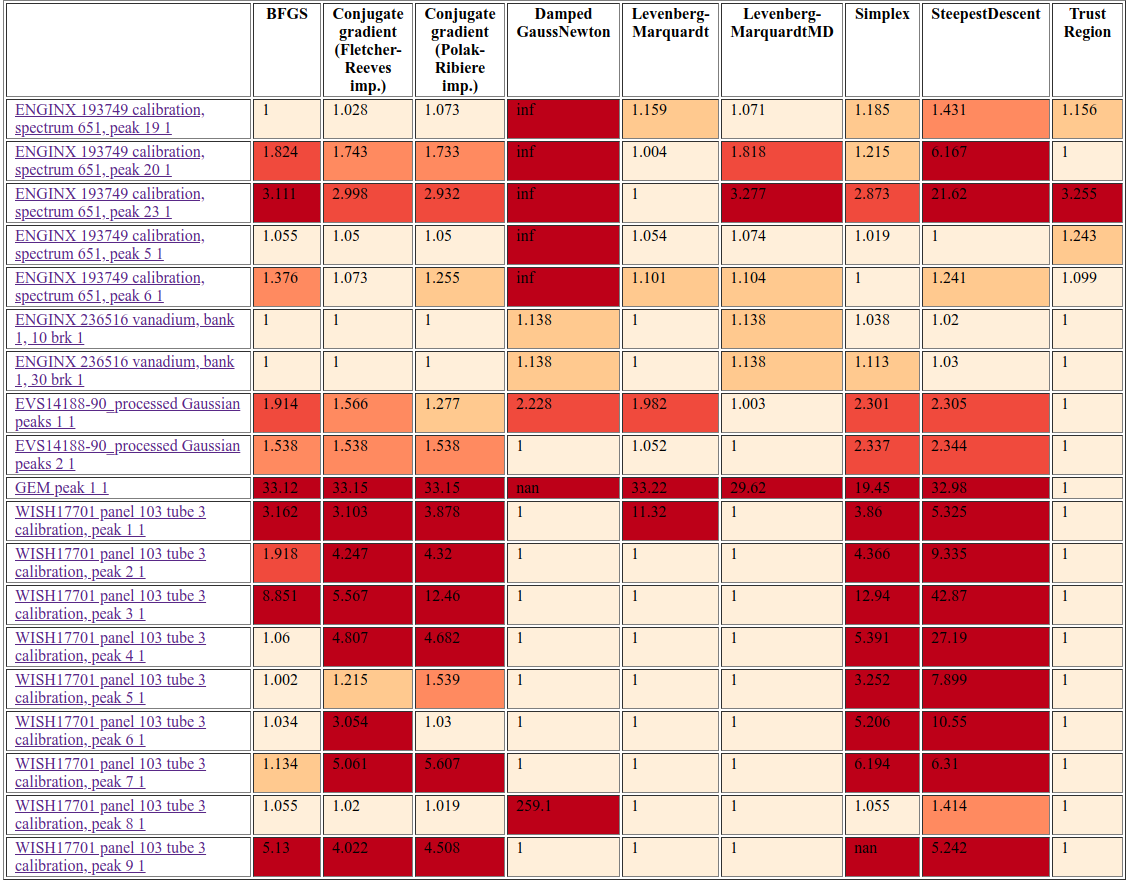 BFGS Conjugate gradient (Fletcher-Reeves imp.) Conjugate gradient (Polak-Ribiere imp.) Damped GaussNewton Levenberg-Marquardt Levenberg-MarquardtMD Simplex SteepestDescent Trust Region
ENGINX 193749 calibration, spectrum 651, peak 19 1 1 1.028 1.073 inf 1.159 1.071 1.185 1.431 1.156
ENGINX 193749 calibration, spectrum 651, peak 20 1 1.824 1.743 1.733 inf 1.004 1.818 1.215 6.167 1
ENGINX 193749 calibration, spectrum 651, peak 23 1 3.111 2.998 2.932 inf 1 3.277 2.873 21.62 3.255
ENGINX 193749 calibration, spectrum 651, peak 5 1 1.055 1.05 1.05 inf 1.054 1.074 1.019 1 1.243
ENGINX 193749 calibration, spectrum 651, peak 6 1 1.376 1.073 1.255 inf 1.101 1.104 1 1.241 1.099
ENGINX 236516 vanadium, bank 1, 10 brk 1 1 1 1 1.138 1 1.138 1.038 1.02 1
ENGINX 236516 vanadium, bank 1, 30 brk 1 1 1 1 1.138 1 1.138 1.113 1.03 1
EVS14188-90_processed Gaussian peaks 1 1 1.914 1.566 1.277 2.228 1.982 1.003 2.301 2.305 1
EVS14188-90_processed Gaussian peaks 2 1 1.538 1.538 1.538 1 1.052 1 2.337 2.344 1
GEM peak 1 1 33.12 33.15 33.15 nan 33.22 29.62 19.45 32.98 1
WISH17701 panel 103 tube 3 calibration, peak 1 1 3.162 3.103 3.878 1 11.32 1 3.86 5.325 1
WISH17701 panel 103 tube 3 calibration, peak 2 1 1.918 4.247 4.32 1 1 1 4.366 9.335 1
WISH17701 panel 103 tube 3 calibration, peak 3 1 8.851 5.567 12.46 1 1 1 12.94 42.87 1
WISH17701 panel 103 tube 3 calibration, peak 4 1 1.06 4.807 4.682 1 1 1 5.391 27.19 1
WISH17701 panel 103 tube 3 calibration, peak 5 1 1.002 1.215 1.539 1 1 1 3.252 7.899 1
WISH17701 panel 103 tube 3 calibration, peak 6 1 1.034 3.054 1.03 1 1 1 5.206 10.55 1
WISH17701 panel 103 tube 3 calibration, peak 7 1 1.134 5.061 5.607 1 1 1 6.194 6.31 1
WISH17701 panel 103 tube 3 calibration, peak 8 1 1.055 1.02 1.019 259.1 1 1 1.055 1.414 1
WISH17701 panel 103 tube 3 calibration, peak 9 1 5.13 4.022 4.508 1 1 1 nan 5.242 1